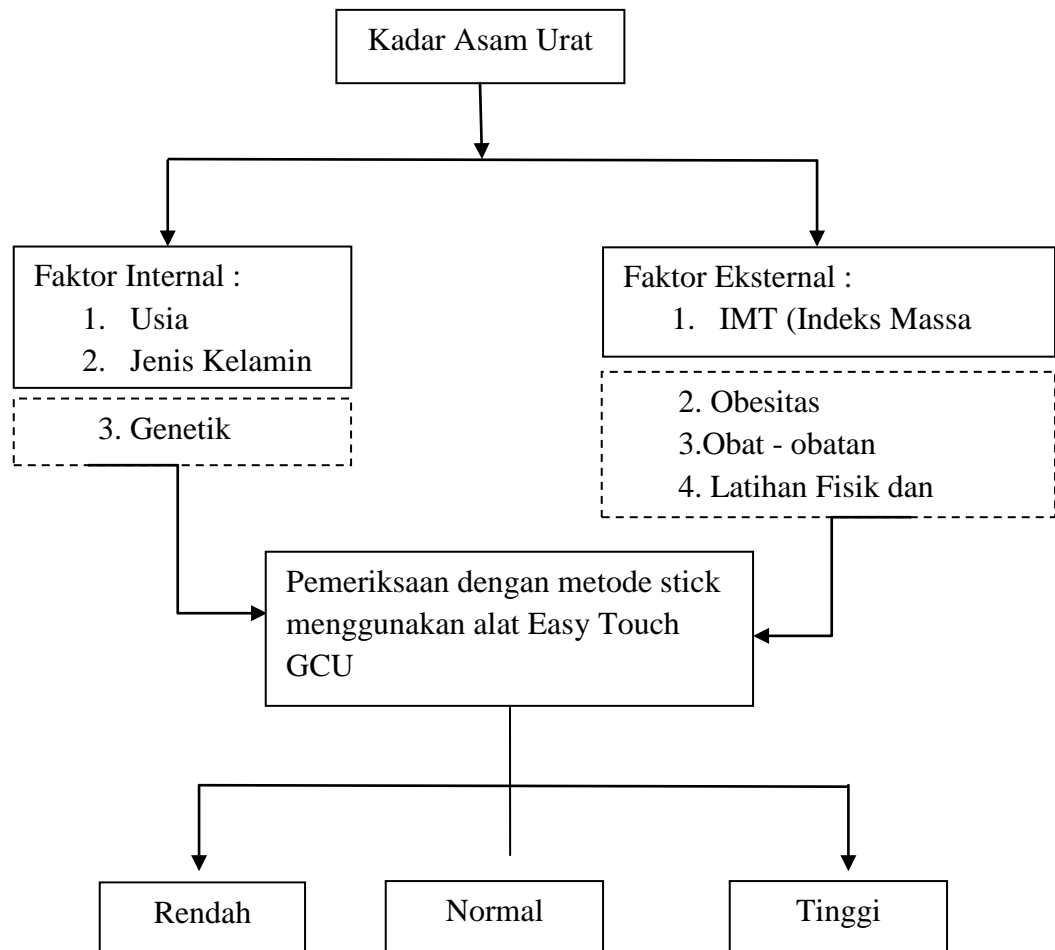 Kadar Asam Urat
Faktor Internal :
1. Usia
2. Jenis Kelamin
3. Genetik
Faktor Eksternal :
1. IMT (Indeks Massa
2. Obesitas
3.Obat - obatan
4. Latihan Fisik dan
Pemeriksaan dengan metode stick
menggunakan alat Easy Touch
GCU
Rendah
Normal
Tinggi